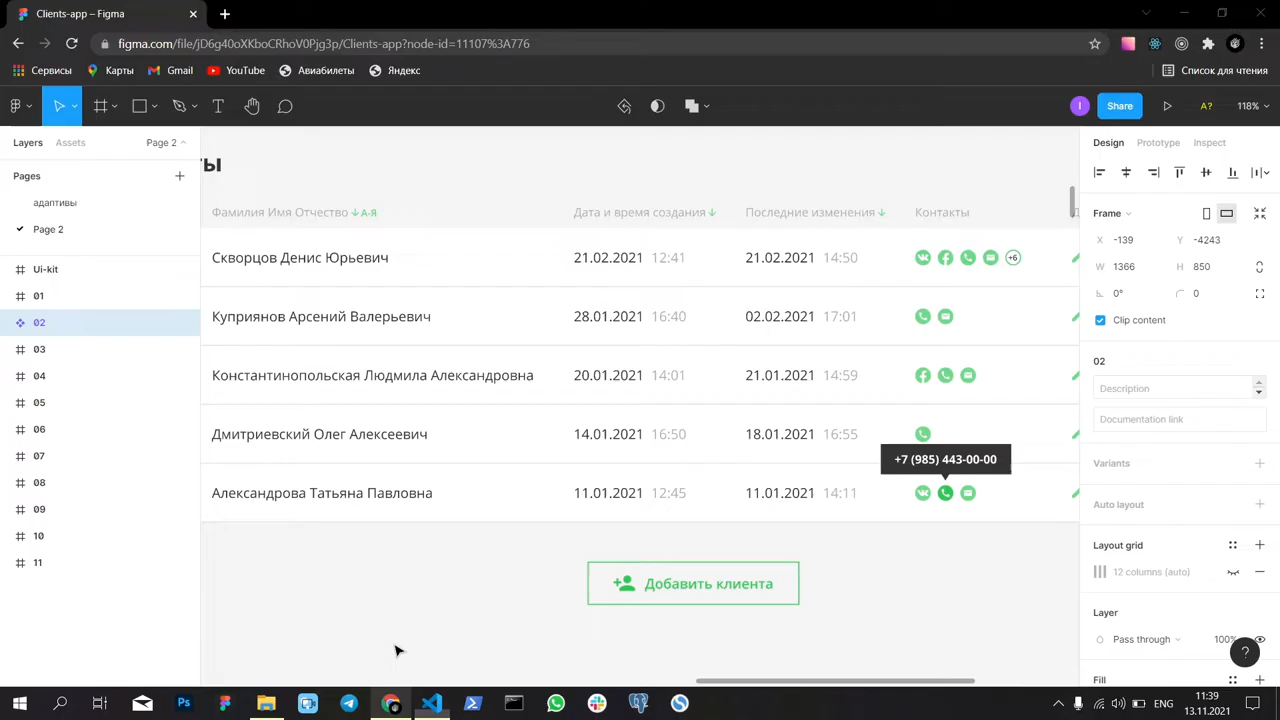 Clients-app – Figma
figma.com/file/jD6g40oXKboCRhoV0Pjg3p/Clients-app?node-id=11107%3A776
Сервисы Карты Gmail YouTube Авиабилеты Яндекс Список для чтения
I Share A? 118%
Layers Assets Page 2
Pages
адаптивы
Page 2
Ui-kit
01
02
03
04
05
06
07
08
09
10
11
ты
Фамилия Имя Отчество А-Я Дата и время создания Последние изменения Контакты
Скворцов Денис Юрьевич 21.02.2021 12:41 21.02.2021 14:50 +6
Куприянов Арсений Валерьевич 28.01.2021 16:40 02.02.2021 17:01
Константинопольская Людмила Александровна 20.01.2021 14:01 21.01.2021 14:59
Дмитриевский Олег Алексеевич 14.01.2021 16:50 18.01.2021 16:55
+7 (985) 443-00-00
Александрова Татьяна Павловна 11.01.2021 12:45 11.01.2021 14:11
Добавить клиента
Design Prototype Inspect
Frame
X -139 Y -4243
W 1366 H 850
0° 0
Clip content
02
Description
Documentation link
Variants
Auto layout
Layout grid
12 columns (auto)
Layer
Pass through 100%
?
Fill
Ps ENG 11:39
13.11.2021